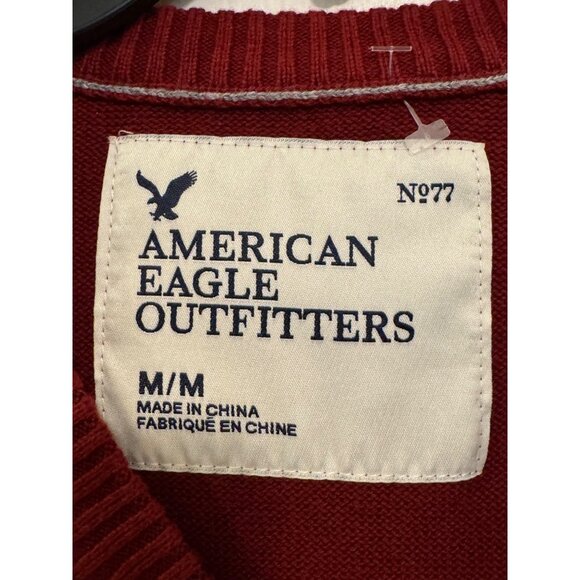 Nº77
AMERICAN
EAGLE
OUTFITTERS
M/M
MADE IN CHINA
FABRIQUÉ EN CHINE